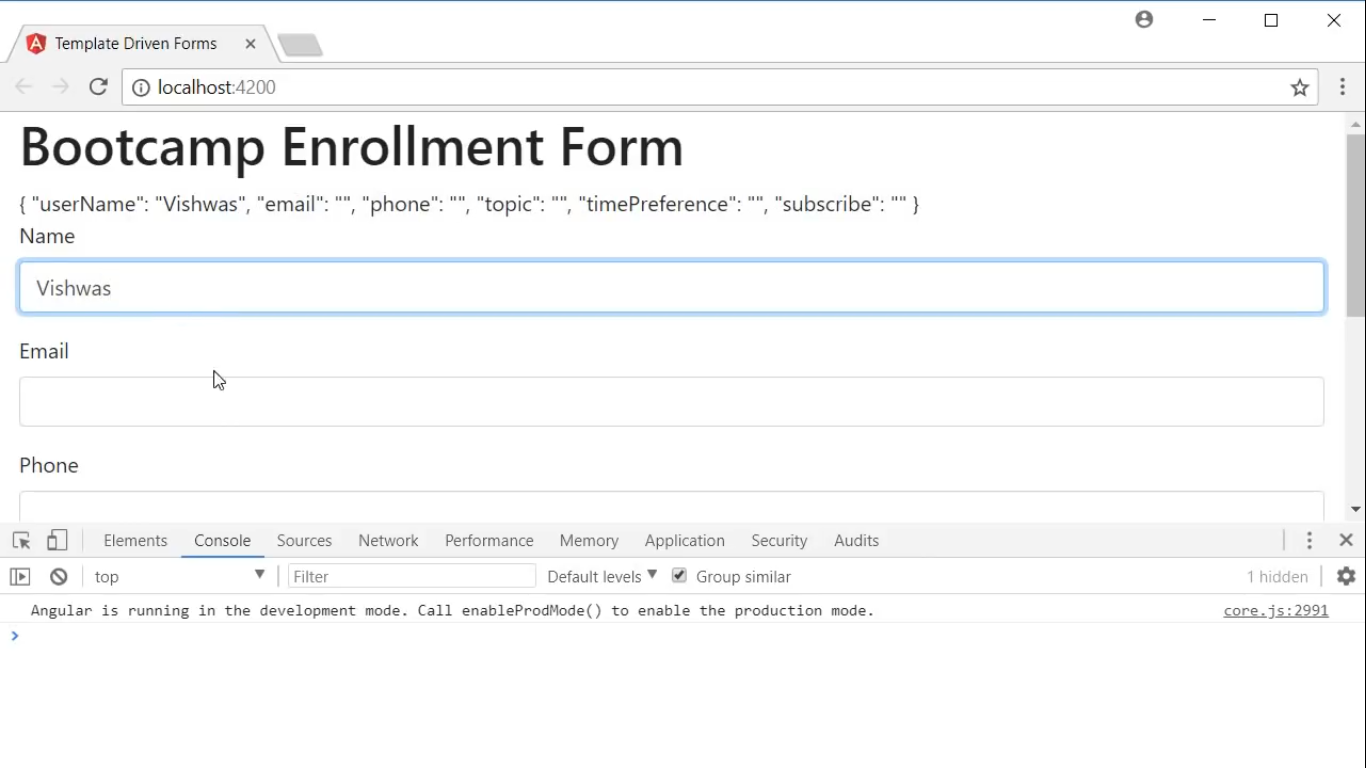 Template Driven Forms
localhost:4200
Bootcamp Enrollment Form
{ "userName": "Vishwas", "email": "", "phone": "", "topic": "", "timePreference": "", "subscribe": "" }
Name
Vishwas
Email
Phone
Elements Console Sources Network Performance Memory Application Security Audits
top Filter Default levels Group similar 1 hidden
Angular is running in the development mode. Call enableProdMode() to enable the production mode. core.js:2991